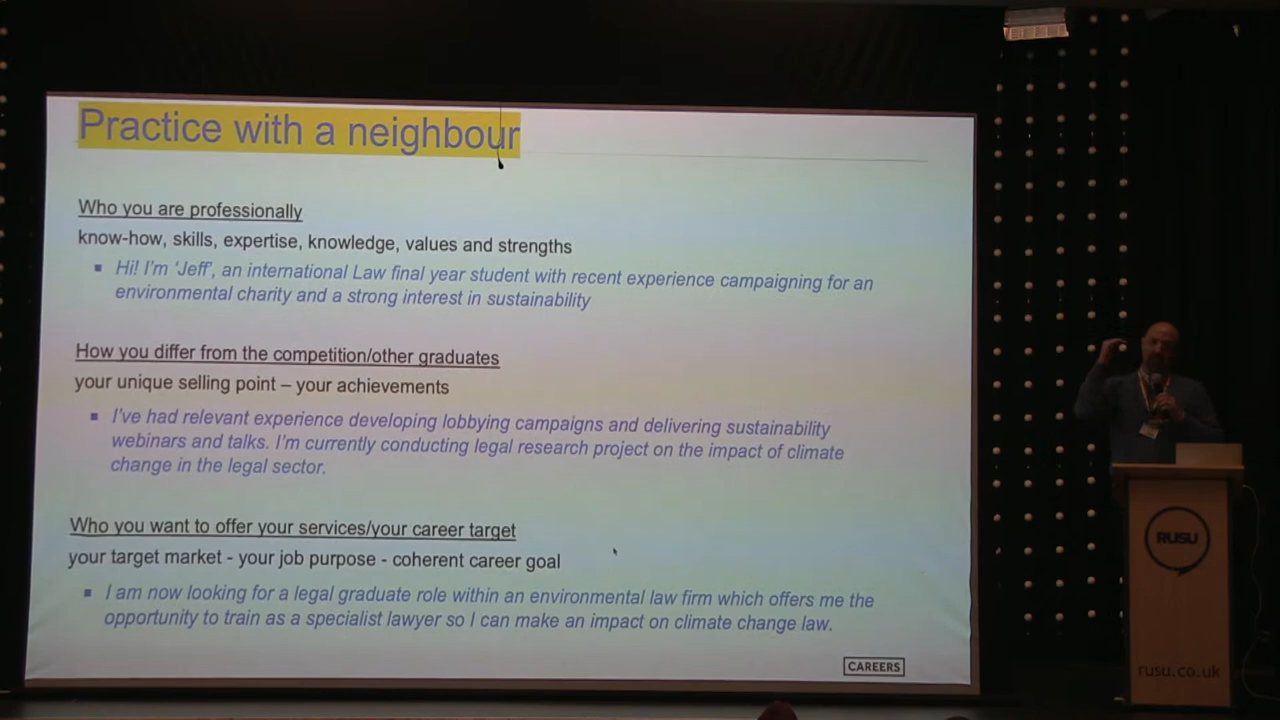 Practice with a neighbour
Who you are professionally
know-how, skills, expertise, knowledge, values and strengths
▪ Hi! I'm 'Jeff', an international Law final year student with recent experience campaigning for an
environmental charity and a strong interest in sustainability
How you differ from the competition/other graduates
your unique selling point – your achievements
▪ I've had relevant experience developing lobbying campaigns and delivering sustainability
webinars and talks. I'm currently conducting legal research project on the impact of climate
change in the legal sector.
Who you want to offer your services/your career target
your target market - your job purpose - coherent career goal
▪ I am now looking for a legal graduate role within an environmental law firm which offers me the
opportunity to train as a specialist lawyer so I can make an impact on climate change law.
CAREERS
RUSU
rusu.co.uk